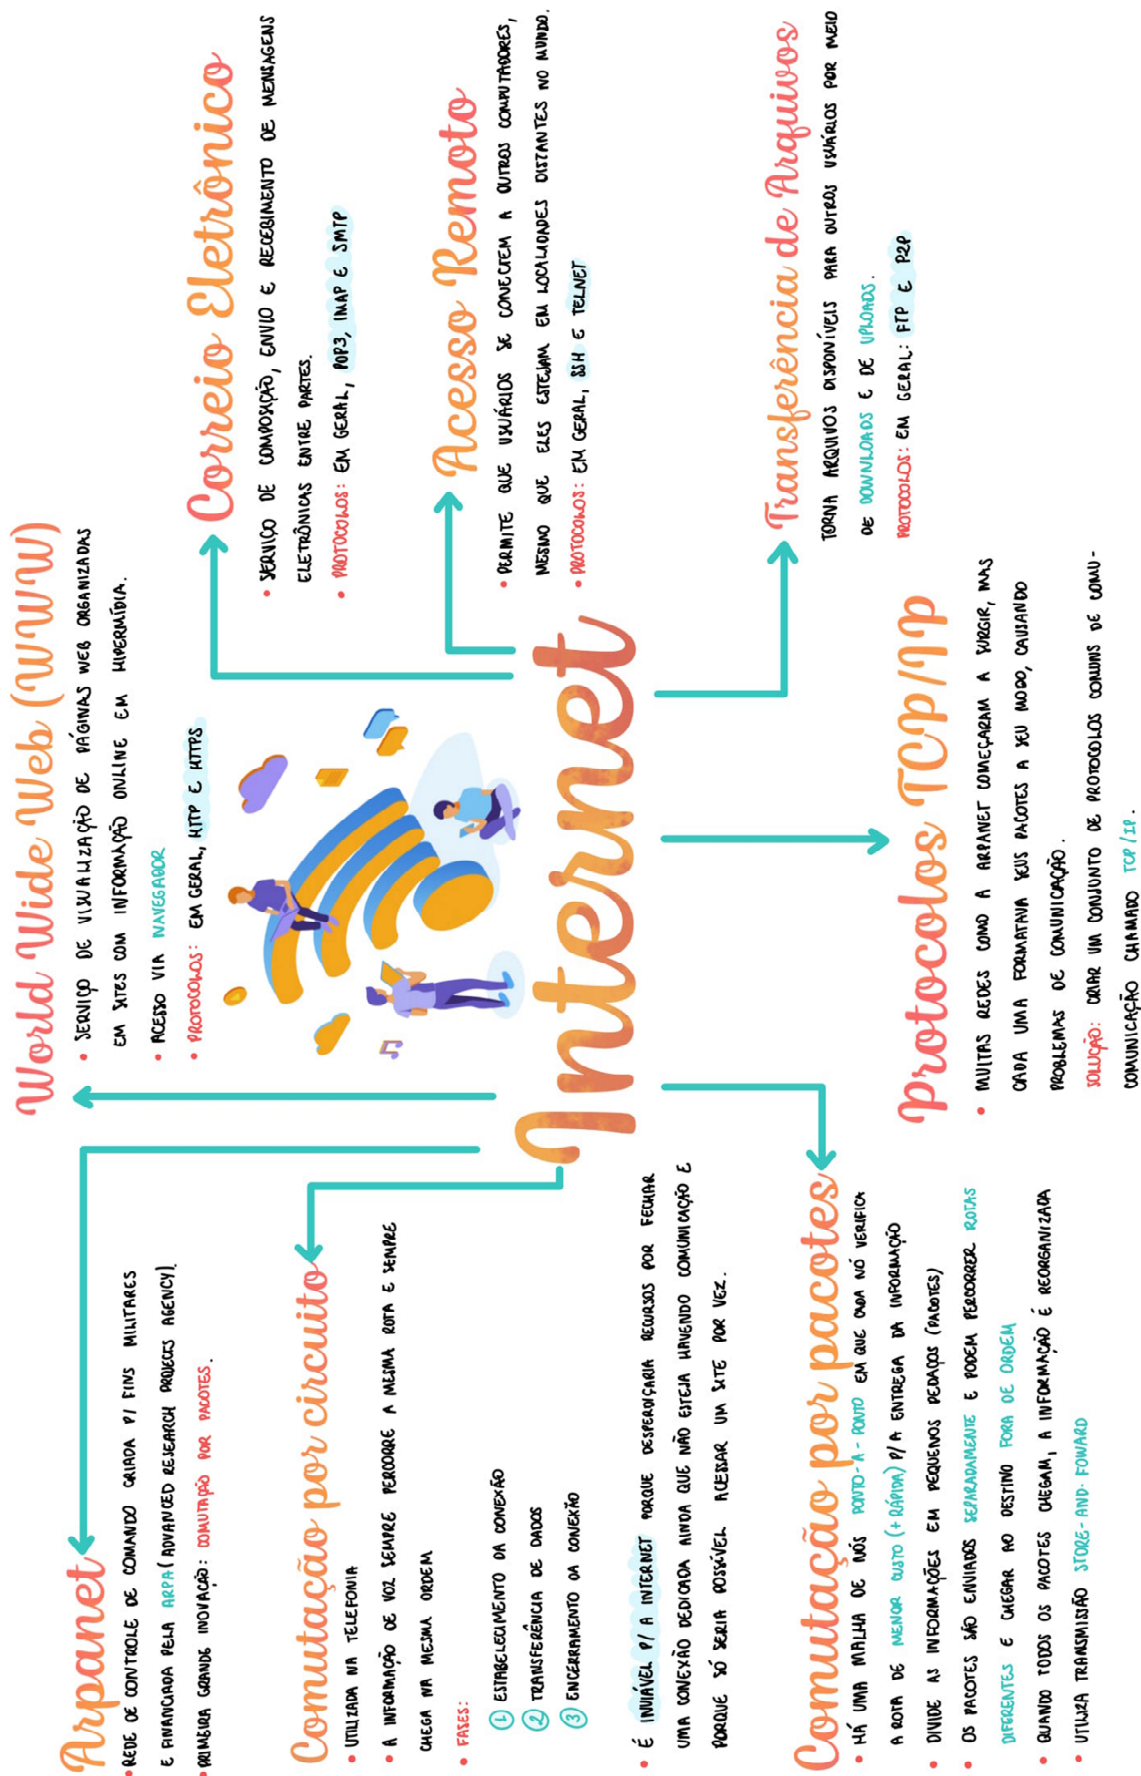 Arpanet
• REDE DE CONTROLE DE COMANDO CRIADA P/ FINS MILITARES
E FINANCIADA PELA ARPA (ADVANCED RESEARCH PROJECTS AGENCY).
• PRIMEIRA GRANDE INOVAÇÃO: COMUTAÇÃO POR PACOTES.
World Wide Web (WWW)
• SERVIÇO DE VISUALIZAÇÃO DE PÁGINAS WEB ORGANIZADAS
EM SITES COM INFORMAÇÃO ONLINE EM HIPERMÍDIA.
• ACESSO VIA NAVEGADOR
• PROTOCOLOS: EM GERAL, HTTP E HTTPS
Correio Eletrônico
• SERVIÇO DE COMPOSIÇÃO, ENVIO E RECEBIMENTO DE MENSAGENS
ELETRÔNICAS ENTRE PARTES.
• PROTOCOLOS: EM GERAL, POP3, IMAP E SMTP
Comutação por circuito
• UTILIZADA NA TELEFONIA
• A INFORMAÇÃO DE VOZ SEMPRE PERCORRE A MESMA ROTA E SEMPRE
CHEGA NA MESMA ORDEM
• FASES:
1 ESTABELECIMENTO DA CONEXÃO
2 TRANSFERÊNCIA DE DADOS
3 ENCERRAMENTO DA CONEXÃO
• É INVIÁVEL P/ A INTERNET PORQUE DESPERDIÇARIA RECURSOS POR FECHAR
UMA CONEXÃO DEDICADA AINDA QUE NÃO ESTEJA HAVENDO COMUNICAÇÃO E
PORQUE SÓ SERIA POSSÍVEL ACESSAR UM SITE POR VEZ.
Internet
Acesso Remoto
• PERMITE QUE USUÁRIOS SE CONECTEM A OUTROS COMPUTADORES,
MESMO QUE ELES ESTEJAM EM LOCALIDADES DISTANTES NO MUNDO.
• PROTOCOLOS: EM GERAL, SSH E TELNET
Comutação por pacotes
• HÁ UMA MALHA DE NÓS PONTO-A-PONTO EM QUE CADA NÓ VERIFICA
A ROTA DE MENOR CUSTO (+ RÁPIDA) P/ A ENTREGA DA INFORMAÇÃO
• DIVIDE AS INFORMAÇÕES EM PEQUENOS PEDAÇOS (PACOTES)
• OS PACOTES SÃO ENVIADOS SEPARADAMENTE E PODEM PERCORRER ROTAS
DIFERENTES E CHEGAR AO DESTINO FORA DE ORDEM
• QUANDO TODOS OS PACOTES CHEGAM, A INFORMAÇÃO É REORGANIZADA
• UTILIZA TRASMISSÃO STORE-AND-FOWARD
Protocolos TCP/IP
• MUITAS REDES COMO A ARPANET COMEÇARAM A SURGIR, MAS
CADA UMA FORMATAVA SEUS PACOTES A SEU MODO, CAUSANDO
PROBLEMAS DE COMUNICAÇÃO.
SOLUÇÃO: CRIAR UM CONJUNTO DE PROTOCOLOS COMUNS DE COMU-
COMUNICAÇÃO CHAMADO TCP/IP.
Transferência de Arquivos
TORNA ARQUIVOS DISPONÍVEIS PARA OUTROS USUÁRIOS POR MEIO
DE DOWNLOADS E DE UPLOADS.
PROTOCOLOS: EM GERAL: FTP E P2P